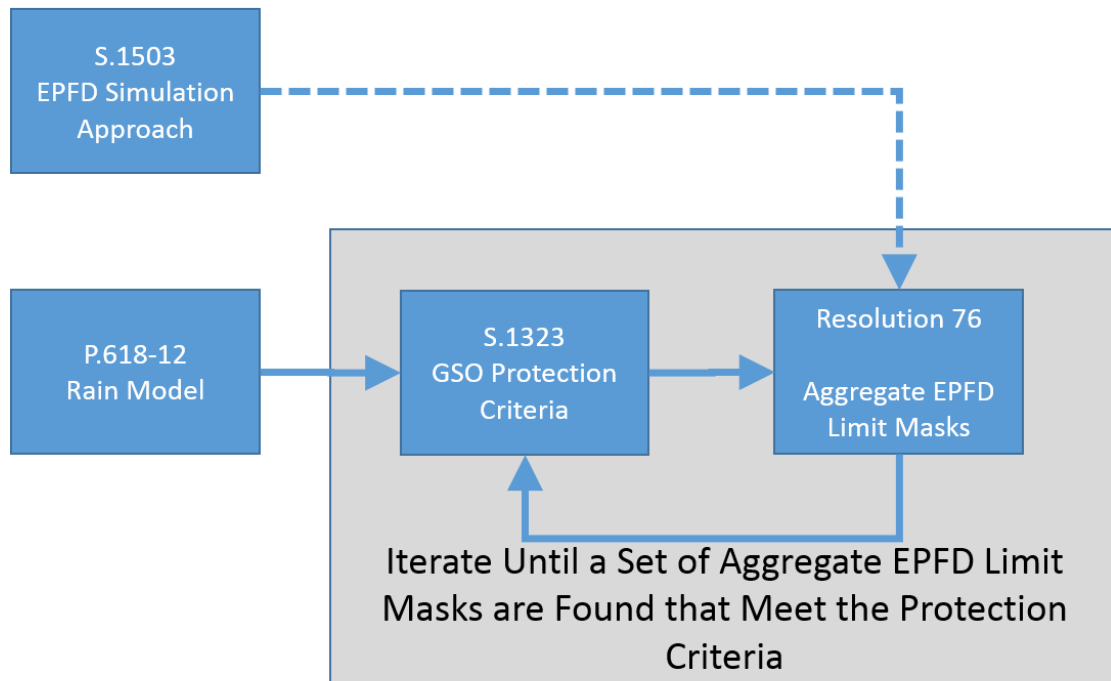 S.1503
EPFD Simulation
Approach
P.618-12
Rain Model
S.1323
GSO Protection
Criteria
Resolution 76
Aggregate EPFD
Limit Masks
Iterate Until a Set of Aggregate EPFD Limit
Masks are Found that Meet the Protection
Criteria